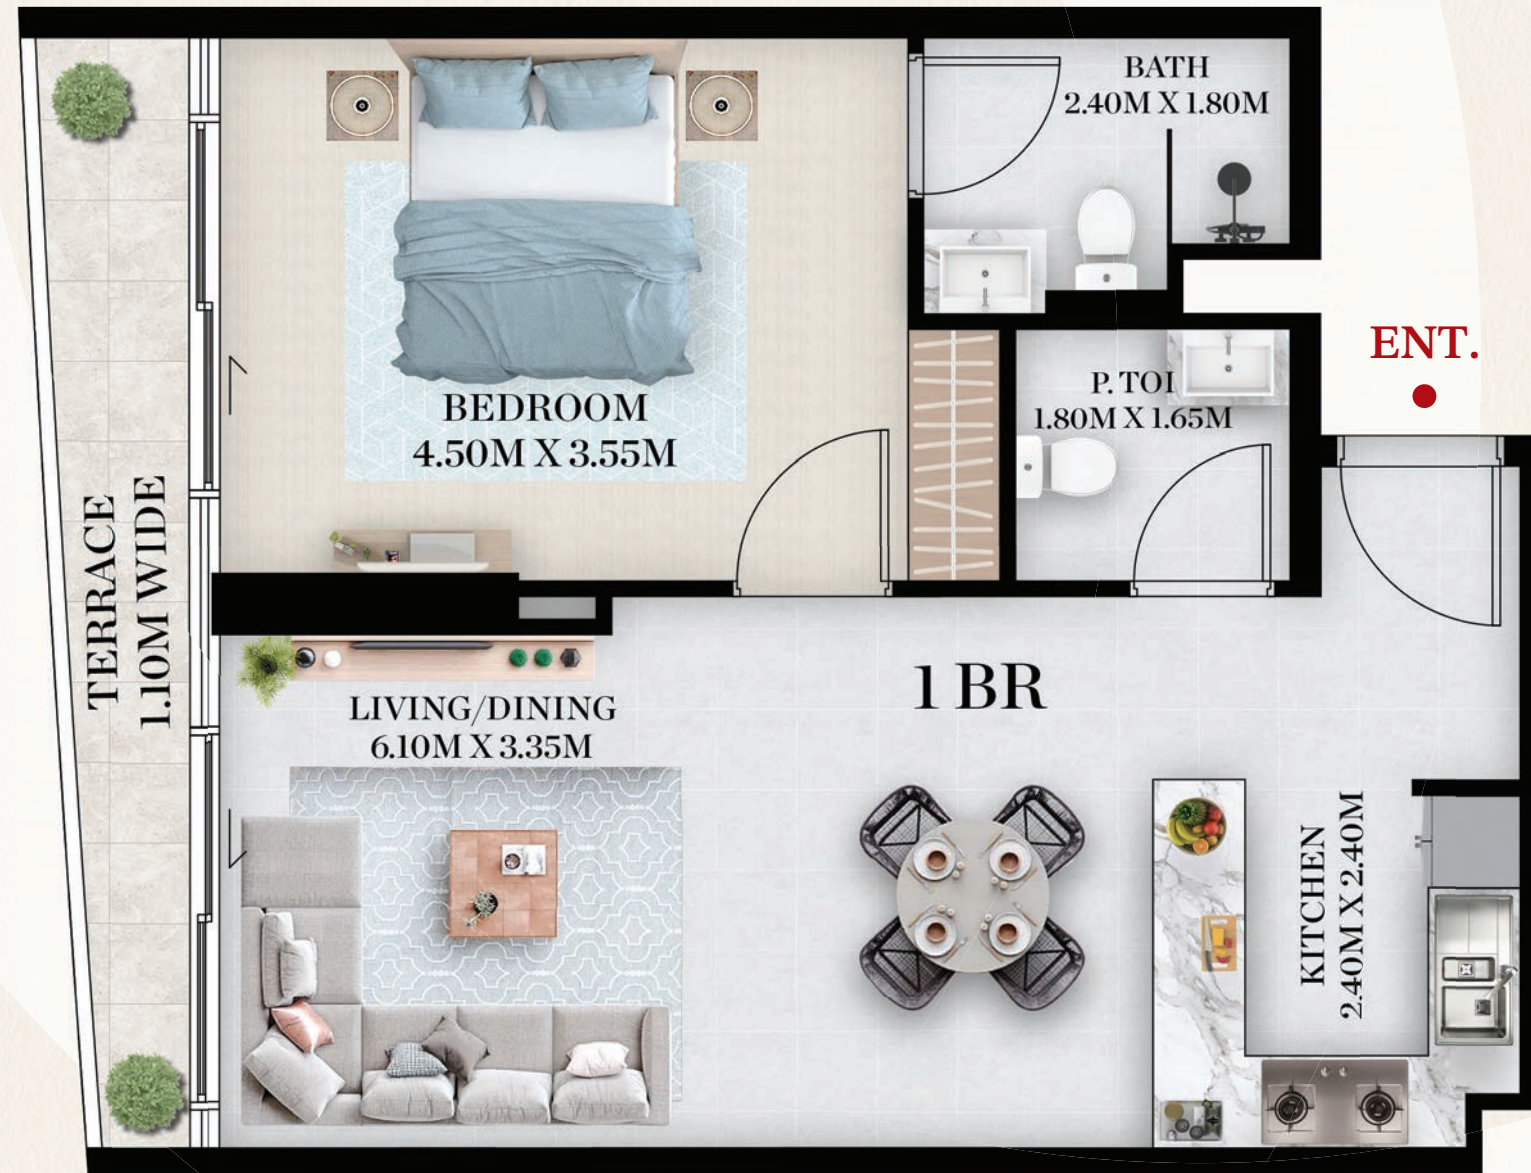 BATH
2.40M X 1.80M
ENT.
P. TOI
1.80M X 1.65M
BEDROOM
4.50M X 3.55M
TERRACE
1.10M WIDE
1 BR
LIVING/DINING
6.10M X 3.35M
KITCHEN
2.40M X 2.40M